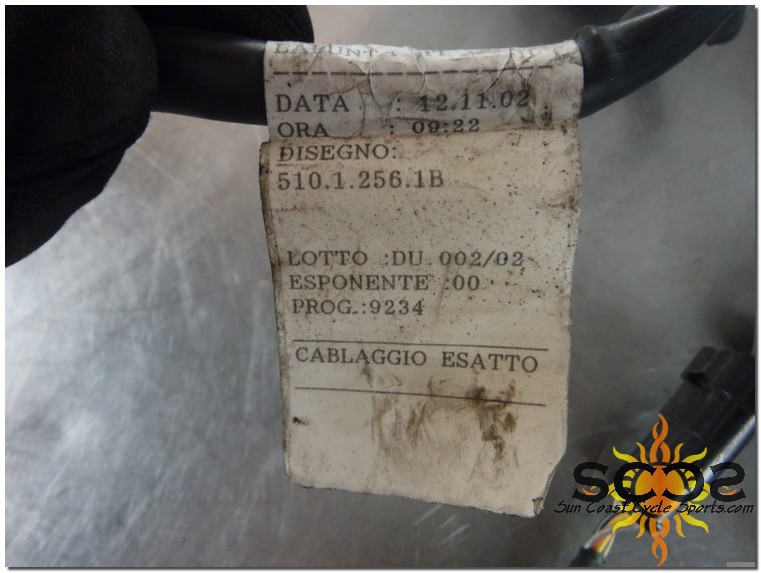 DATA : 12.11.02
ORA : 09:22
DISEGNO:
510.1.256.1B
LOTTO :DU 002/02
ESPONENTE :00
PROG.:9234
CABLAGGIO ESATTO
SCCS
Sun Coast Cycle Sports.com